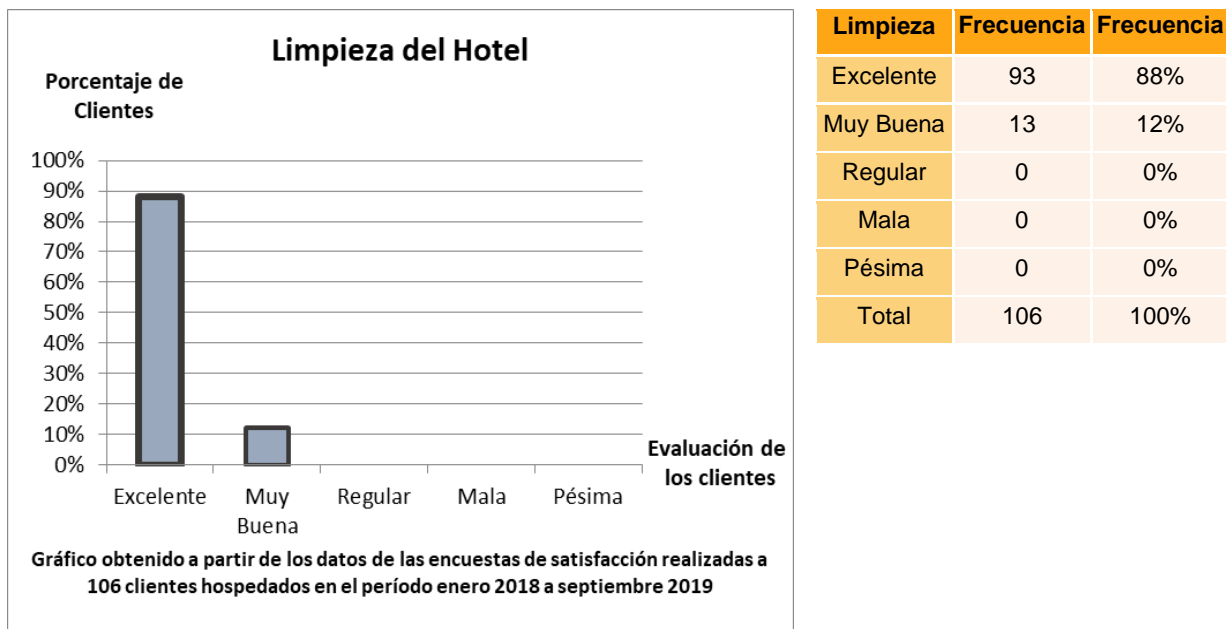 Limpieza del Hotel
Porcentaje de
Clientes
100%
90%
80%
70%
60%
50%
40%
30%
20%
10%
0%
Excelente Muy Regular Mala Pésima
Buena
Evaluación de
los clientes
Gráfico obtenido a partir de los datos de las encuestas de satisfacción realizadas a
106 clientes hospedados en el período enero 2018 a septiembre 2019
Limpieza Frecuencia Frecuencia
Excelente 93 88%
Muy Buena 13 12%
Regular 0 0%
Mala 0 0%
Pésima 0 0%
Total 106 100%